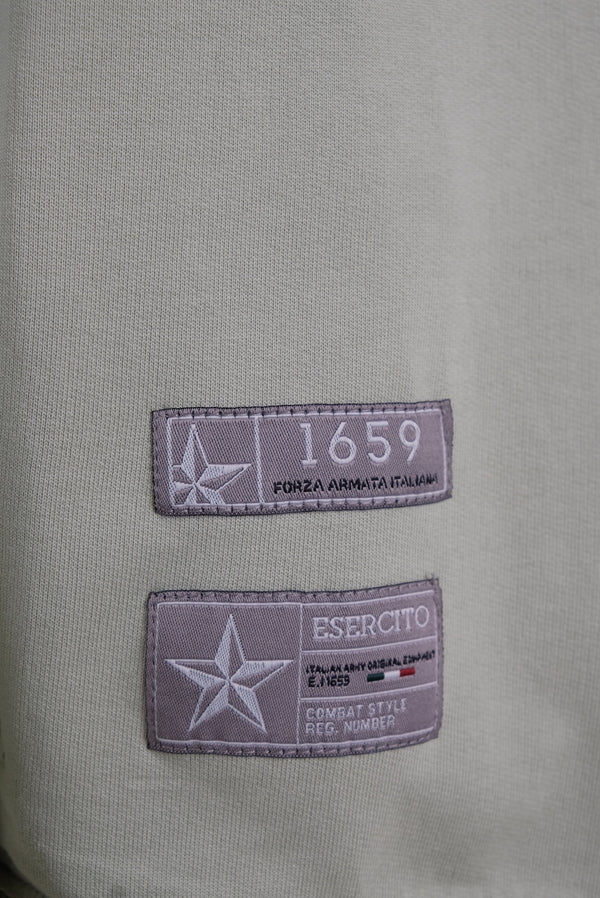 1659
FORZA ARMATA ITALIANA
ESERCITO
ITALIAN ARMY ORIGINAL EQUIPMENT
E.I 1659
COMBAT STYLE
REG. NUMBER